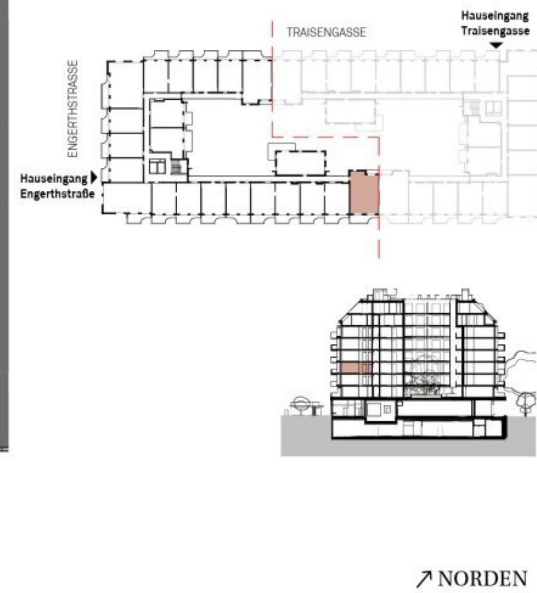 Hauseingang
Traisengasse
TRAISENGASSE
ENGERTHSTRASSE
Hauseingang
Engerthstraße
NORDEN